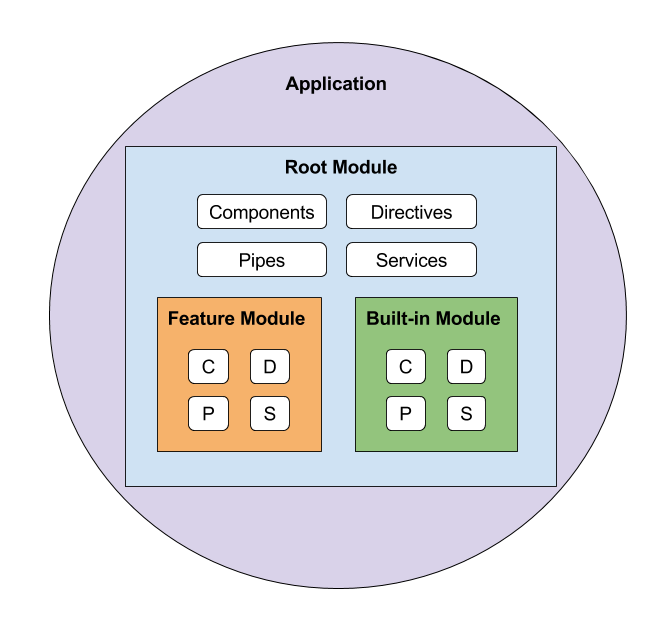 Application
Root Module
Components Directives
Pipes Services
Feature Module Built-in Module
C D C D
P S P S